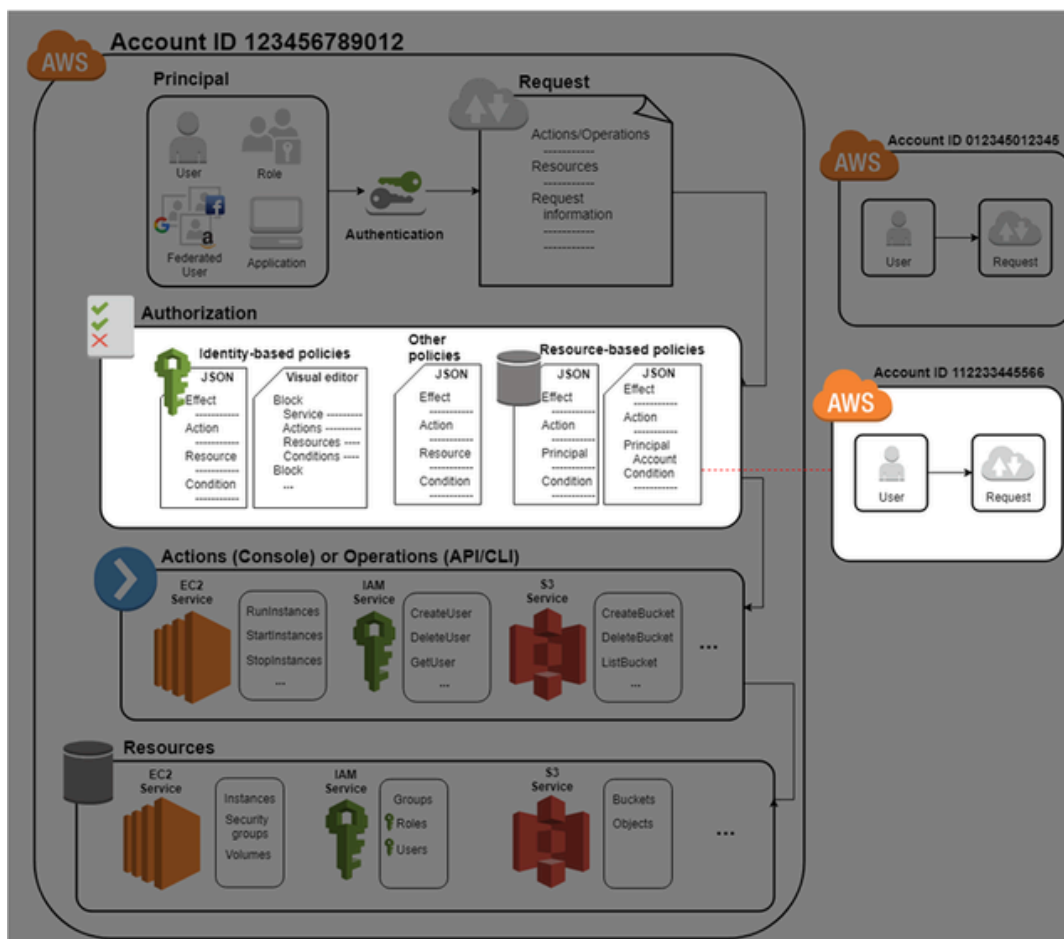 AWS
Account ID 123456789012
Principal
User
Role
Federated
User
Application
Authentication
Request
Actions/Operations
-----------
Resources
-----------
Request
information
-----------
-----------
AWS
Account ID 012345012345
User
Request
Authorization
Identity-based policies
JSON
Effect
-----------
Action
-----------
Resource
-----------
Condition
-----------
Visual editor
Block
Service ---------
Actions ---------
Resources ----
Conditions ----
Block
...
Other
policies
JSON
Effect
-----------
Action
-----------
Resource
-----------
Condition
-----------
Resource-based policies
JSON
Effect
-----------
Action
-----------
Principal
-----------
Condition
-----------
JSON
Effect
-----------
Action
-----------
Principal
Account
Condition
-----------
AWS
Account ID 112233445566
User
Request
Actions (Console) or Operations (API/CLI)
EC2
Service
RunInstances
StartInstances
StopInstances
...
IAM
Service
CreateUser
DeleteUser
GetUser
...
S3
Service
CreateBucket
DeleteBucket
ListBucket
...
...
Resources
EC2
Service
Instances
Security
groups
Volumes
IAM
Service
Groups
Roles
Users
S3
Service
Buckets
Objects
...